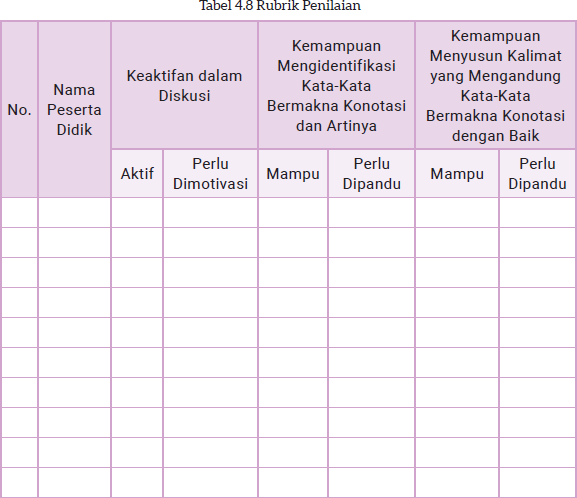 Tabel 4.8 Rubrik Penilaian
No.
Nama
Peserta
Didik
Keaktifan dalam
Diskusi
Kemampuan
Mengidentifikasi
Kata-Kata
Bermakna Konotasi
dan Artinya
Kemampuan
Menyusun Kalimat
yang Mengandung
Kata-Kata
Bermakna Konotasi
dengan Baik
Aktif
Perlu
Dimotivasi
Mampu
Perlu
Dipandu
Mampu
Perlu
Dipandu